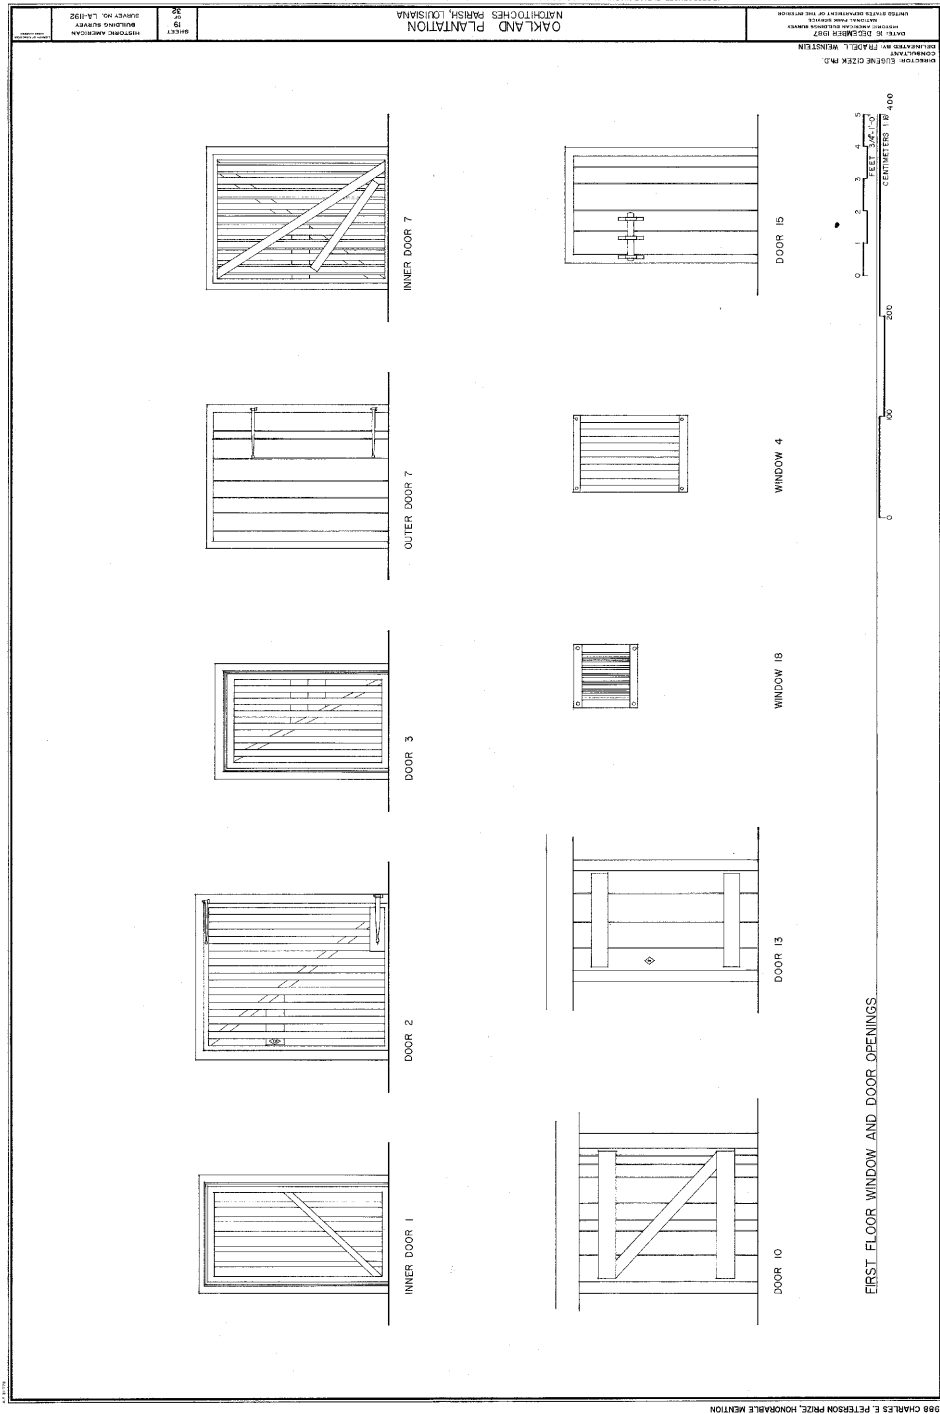 INNER DOOR 1
DOOR 2
DOOR 3
OUTER DOOR 7
INNER DOOR 7
DOOR 10
DOOR 13
WINDOW 18
WINDOW 4
DOOR 15
FIRST FLOOR WINDOW AND DOOR OPENINGS
0 1 2 3 4 5
FEET 3/4"=1'-0"
0 100 200 400
CENTIMETERS 1:16
DIRECTOR: EUGENE CIZEK PH.D.
CONSULTANT
DELINEATED BY: FRADELL WEINSTEIN
DATE: 16 DECEMBER 1987
HISTORIC AMERICAN BUILDINGS SURVEY
NATIONAL PARK SERVICE
UNITED STATES DEPARTMENT OF THE INTERIOR
OAKLAND PLANTATION
NATCHITOCHES PARISH, LOUISIANA
SHEET
19
OF
32
HISTORIC AMERICAN
BUILDING SURVEY
SURVEY NO. LA-1192
988 CHARLES E. PETERSON PRIZE, HONORABLE MENTION